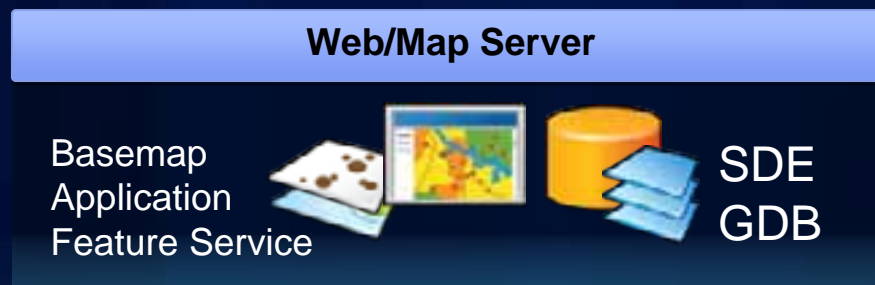 Web/Map Server
Basemap
Application
Feature Service
SDE
GDB